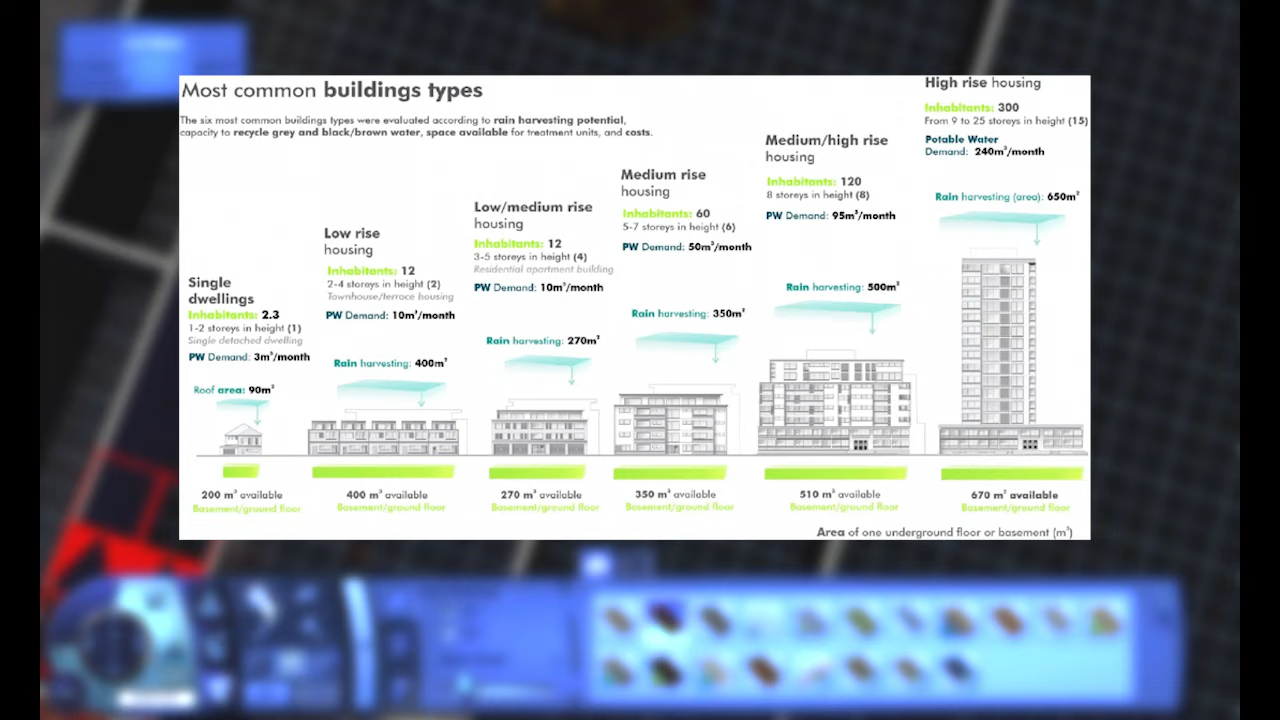 Most common buildings types
The six most common buildings types were evaluated according to rain harvesting potential,
capacity to recycle grey and black/brown water, space available for treatment units, and costs.
Single
dwellings
Inhabitants: 2.3
1-2 storeys in height (1)
Single detached dwelling
PW Demand: 3m³/month
Roof area: 90m²
200 m² available
Basement/ground floor
Low rise
housing
Inhabitants: 12
2-4 storeys in height (2)
Townhouse/terrace housing
PW Demand: 10m³/month
Rain harvesting: 400m²
400 m² available
Basement/ground floor
Low/medium rise
housing
Inhabitants: 12
3-5 storeys in height (4)
Residential apartment building
PW Demand: 10m³/month
Rain harvesting: 270m²
270 m² available
Basement/ground floor
Medium rise
housing
Inhabitants: 60
5-7 storeys in height (6)
PW Demand: 50m³/month
Rain harvesting: 350m²
350 m² available
Basement/ground floor
Medium/high rise
housing
Inhabitants: 120
8 storeys in height (8)
PW Demand: 95m³/month
Rain harvesting: 500m²
510 m² available
Basement/ground floor
High rise housing
Inhabitants: 300
From 9 to 25 storeys in height (15)
Potable Water
Demand: 240m³/month
Rain harvesting (area): 650m²
670 m² available
Basement/ground floor
Area of one underground floor or basement (m²)